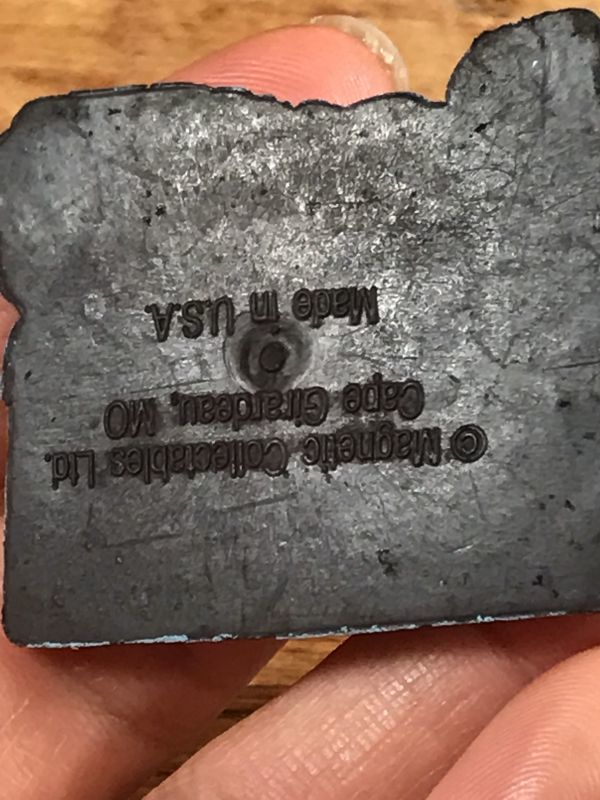 © Magnetic Collectables Ltd.
Cape Girardeau, MO
Made in U.S.A.